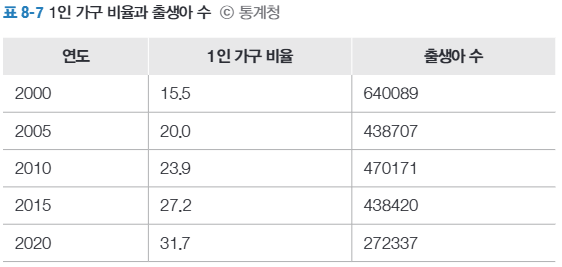 표 8-7 1인 가구 비율과 출생아 수 ⓒ 통계청
연도 1인 가구 비율 출생아 수
2000 15.5 640089
2005 20.0 438707
2010 23.9 470171
2015 27.2 438420
2020 31.7 272337